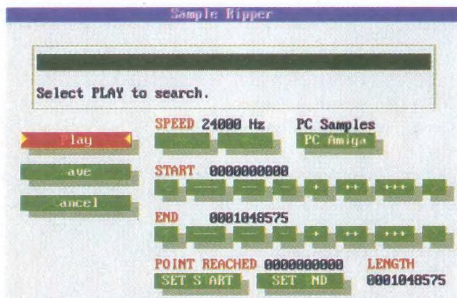 Sample Ripper
Select PLAY to search.
SPEED 24000 Hz PC Samples
lay PC Amiga
START 0000000000
ave - + ++ +++
ancel
END 0001048575
- + ++ +++
POINT REACHED 0000000000 LENGTH
SET S ART SET ND 0001048575